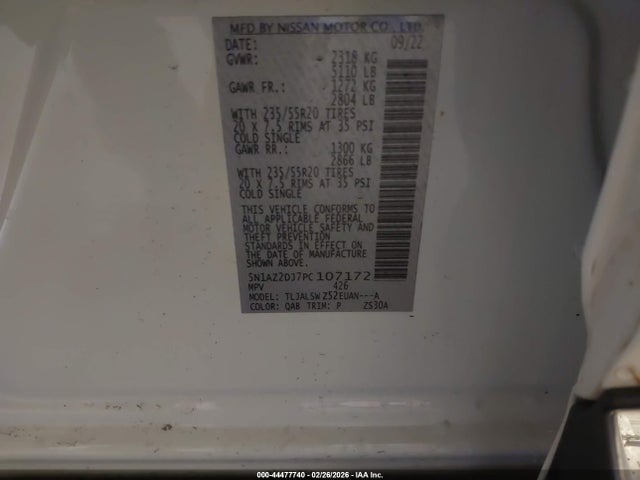 MFD BY NISSAN MOTOR CO., LTD.
DATE: 09/22
GVWR: 2318 KG
5110 LB
GAWR FR.: 1272 KG
2804 LB
WITH 235/55R20 TIRES
20 X 7.5 RIMS AT 35 PSI
COLD SINGLE
GAWR RR.: 1300 KG
2866 LB
WITH 235/55R20 TIRES
20 X 7.5 RIMS AT 35 PSI
COLD SINGLE
THIS VEHICLE CONFORMS TO
ALL APPLICABLE FEDERAL
MOTOR VEHICLE SAFETY AND
THEFT PREVENTION
STANDARDS IN EFFECT ON
THE DATE OF MANUFACTURE
SHOWN ABOVE.
5N1AZ2DJ7PC107172
MPV 426
MODEL: TLJALSWZ52EUAN---A
COLOR: QAB TRIM: P ZS30A
000-44477740 - 02/26/2026 - IAA Inc.